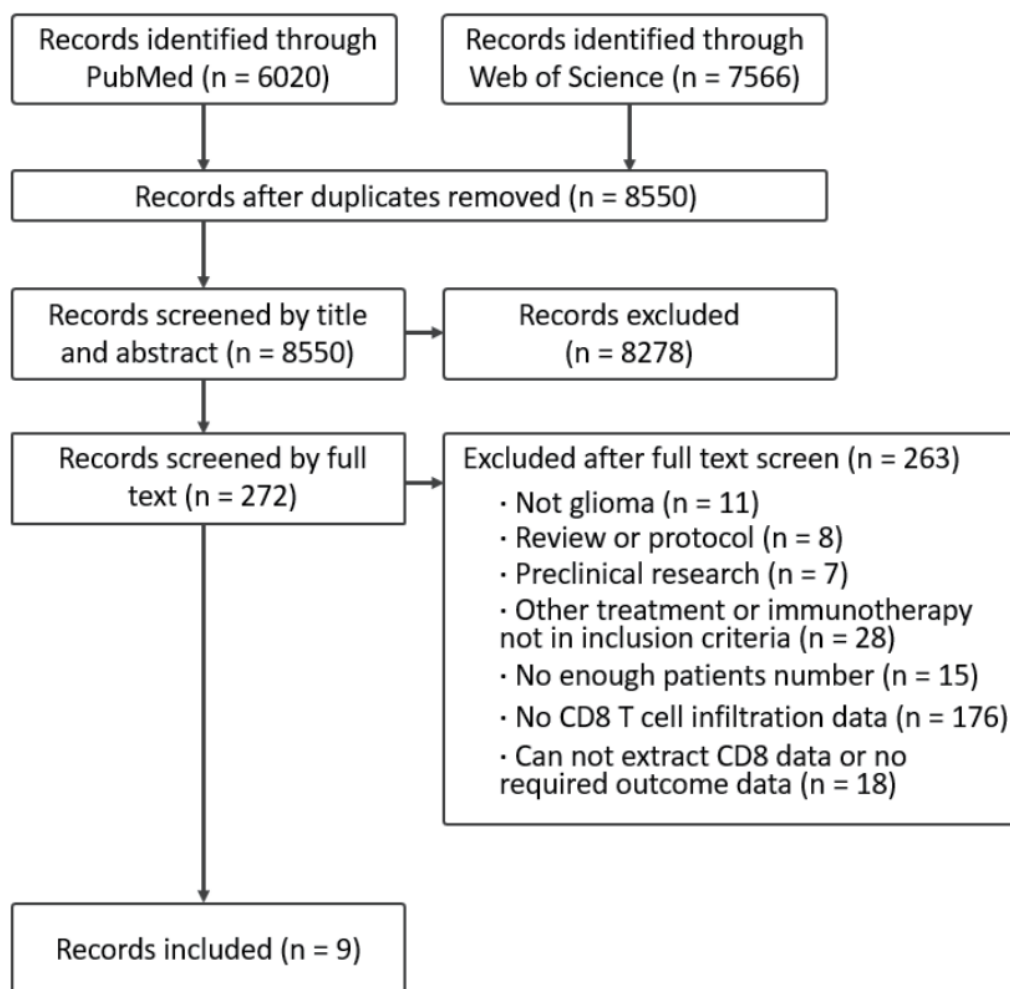 Records identified through
PubMed (n = 6020)
Records identified through
Web of Science (n = 7566)
Records after duplicates removed (n = 8550)
Records screened by title
and abstract (n = 8550)
Records excluded
(n = 8278)
Records screened by full
text (n = 272)
Excluded after full text screen (n = 263)
· Not glioma (n = 11)
· Review or protocol (n = 8)
· Preclinical research (n = 7)
· Other treatment or immunotherapy
not in inclusion criteria (n = 28)
· No enough patients number (n = 15)
· No CD8 T cell infiltration data (n = 176)
· Can not extract CD8 data or no
required outcome data (n = 18)
Records included (n = 9)